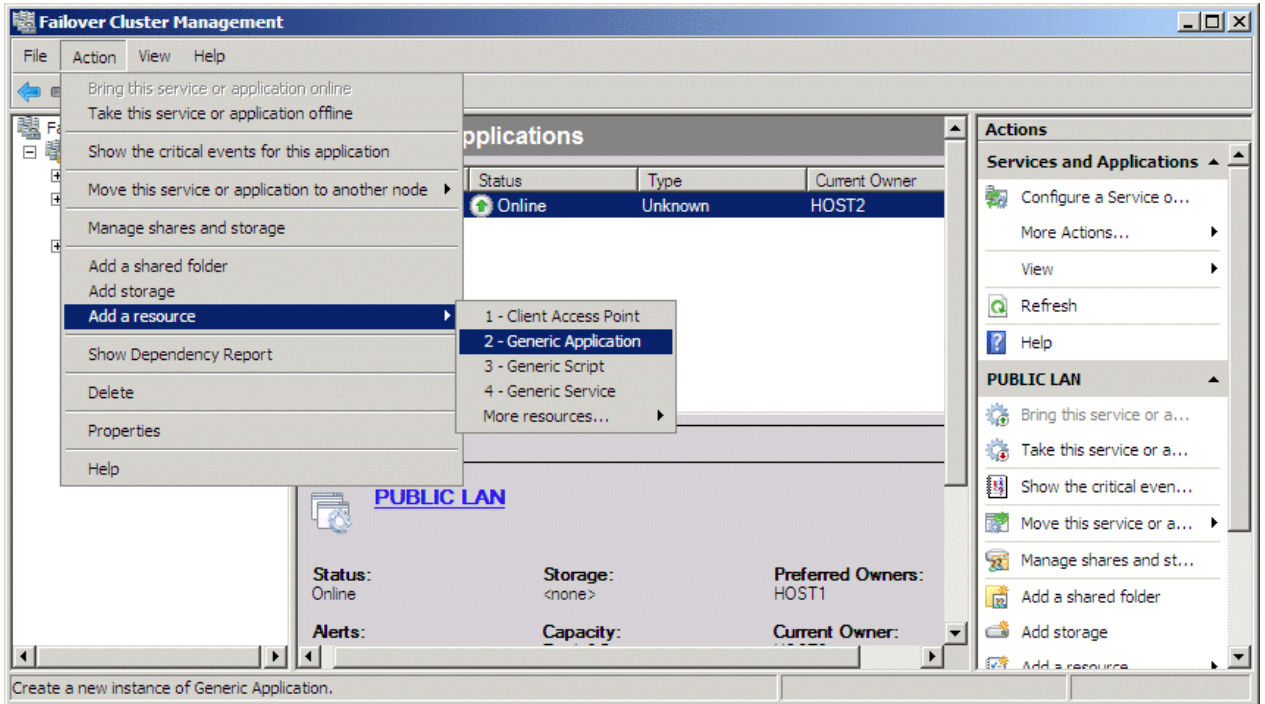 Failover Cluster Management
File Action View Help
Bring this service or application online
Take this service or application offline
Show the critical events for this application
Move this service or application to another node
Manage shares and storage
Add a shared folder
Add storage
Add a resource
Show Dependency Report
Delete
Properties
Help
1 - Client Access Point
2 - Generic Application
3 - Generic Script
4 - Generic Service
More resources...
Fa
pplications
Status Type Current Owner
Online Unknown HOST2
PUBLIC LAN
Status: Storage: Preferred Owners:
Online <none> HOST1
Alerts: Capacity: Current Owner:
Actions
Services and Applications
Configure a Service o...
More Actions...
View
Refresh
Help
PUBLIC LAN
Bring this service or a...
Take this service or a...
Show the critical even...
Move this service or a...
Manage shares and st...
Add a shared folder
Add storage
Add a resource
Create a new instance of Generic Application.